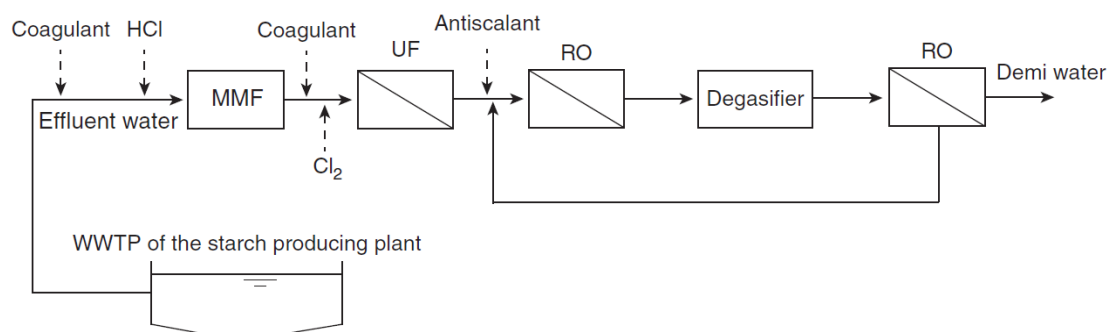 Coagulant HCl
Coagulant
UF
Antiscalant
RO
RO
Demi water
MMF
Degasifier
Effluent water
Cl2
WWTP of the starch producing plant